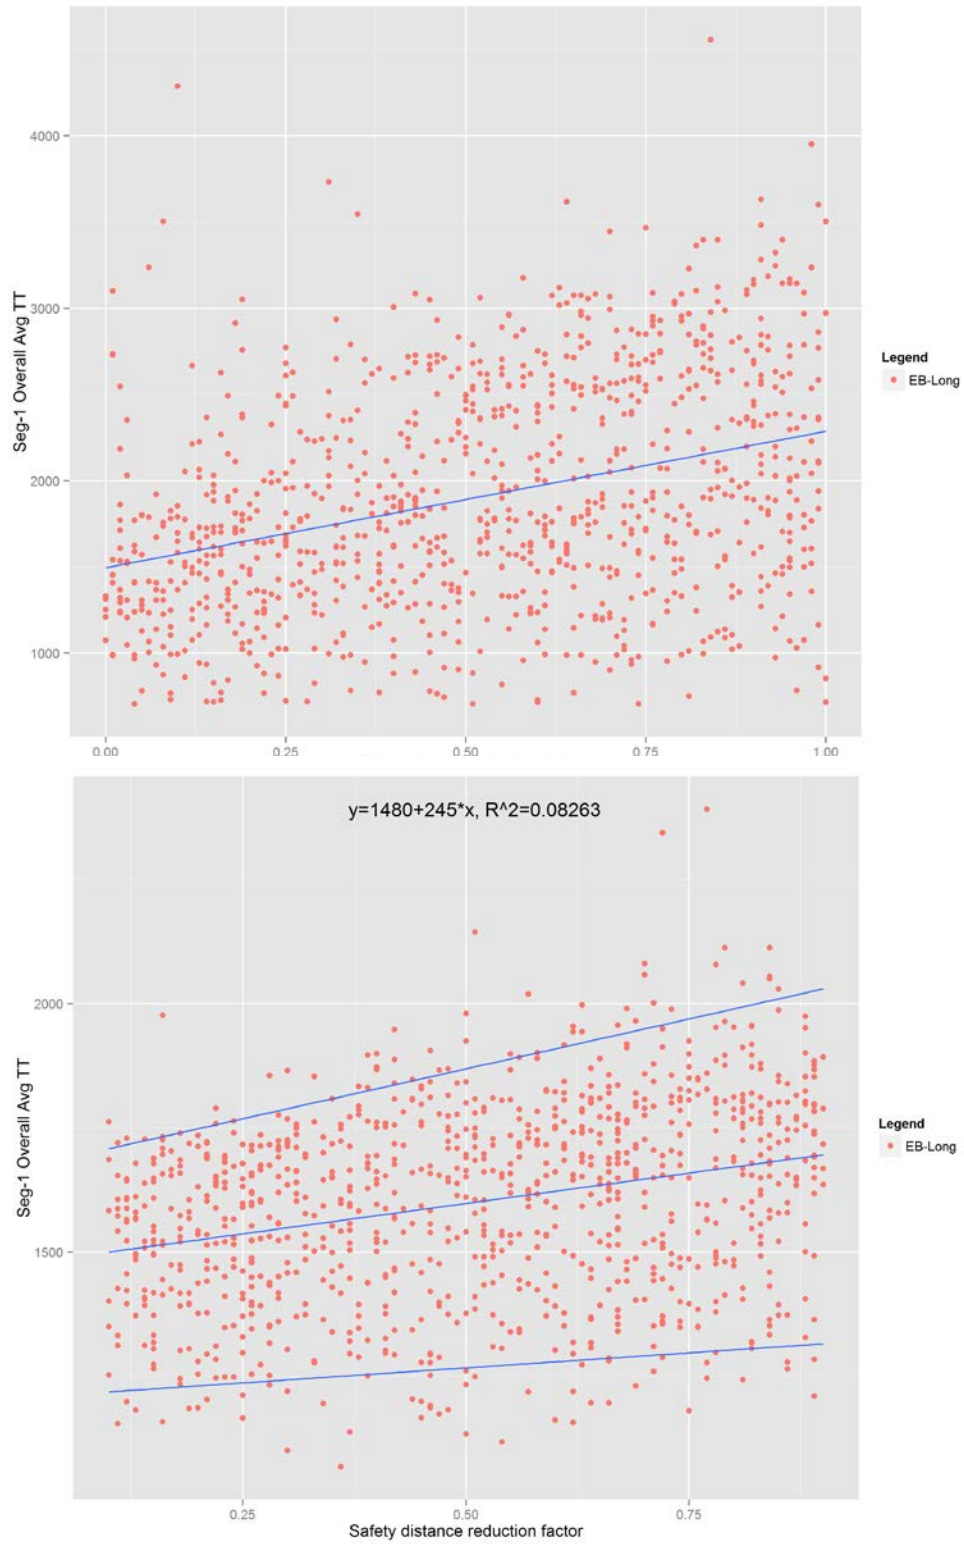 4000
3000
2000
1000
Seg-1 Overall Avg TT
Legend
EB-Long
0.00 0.25 0.50 0.75 1.00
y=1480+245*x, R^2=0.08263
2000
1500
Seg-1 Overall Avg TT
Legend
EB-Long
0.25 0.50 0.75
Safety distance reduction factor